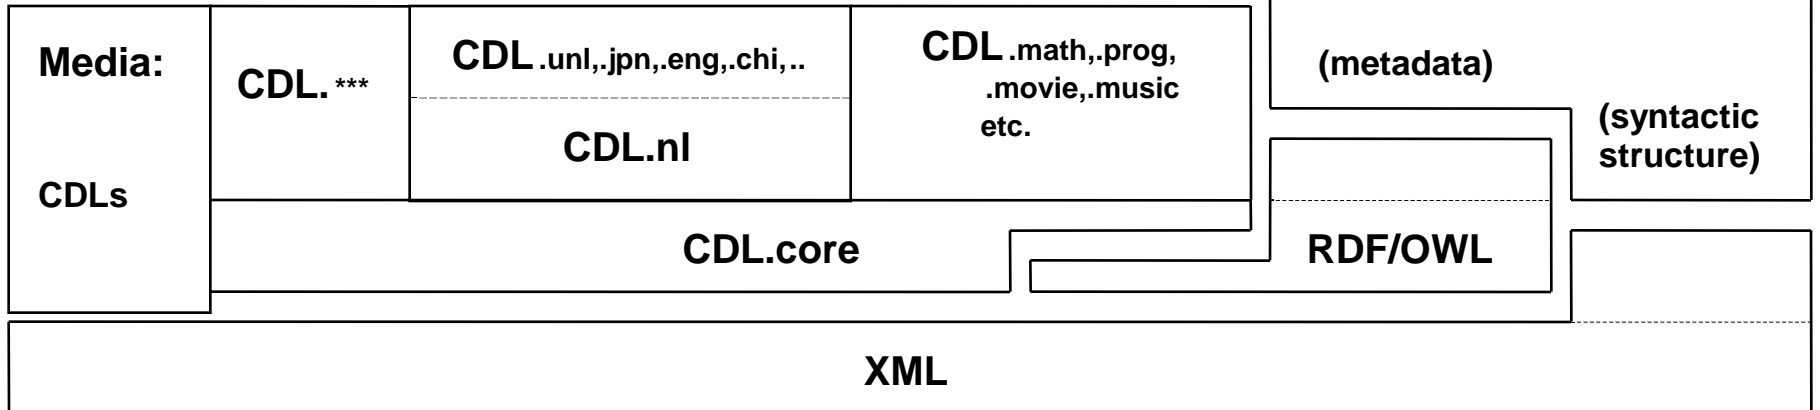 Media:
CDLs
CDL. ***
CDL .unl,.jpn,.eng,.chi,..
CDL.nl
CDL .math,.prog,
.movie,.music
etc.
(metadata)
(syntactic
structure)
CDL.core
RDF/OWL
XML